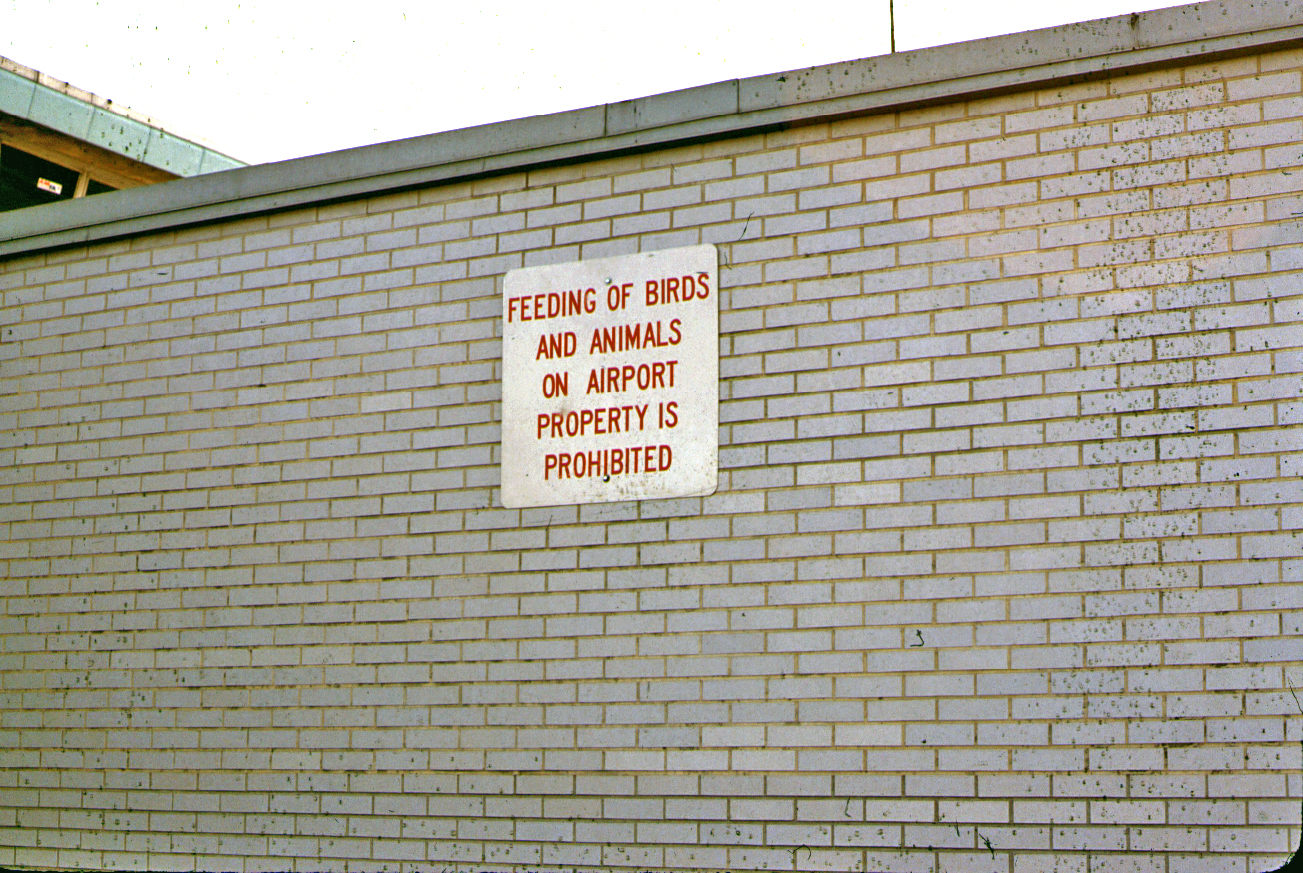 FEEDING OF BIRDS
AND ANIMALS
ON AIRPORT
PROPERTY IS
PROHIBITED